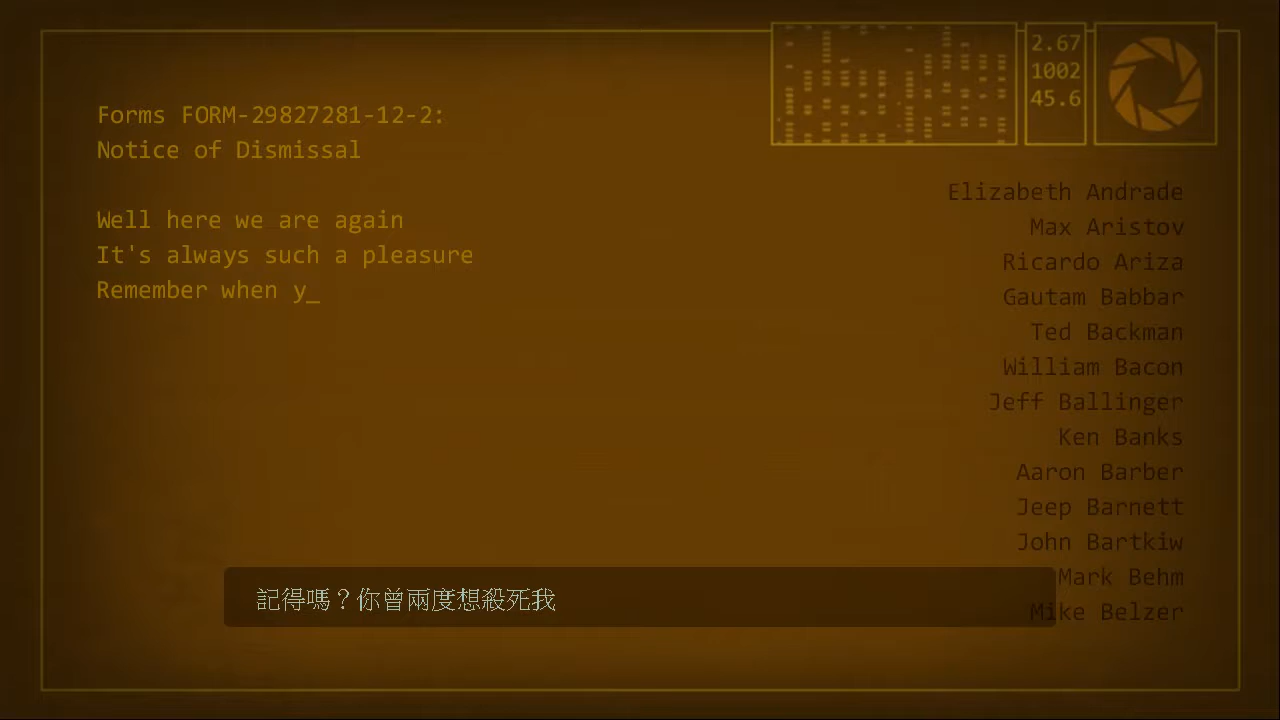 2.67
1002
45.6
Forms FORM-29827281-12-2:
Notice of Dismissal
Well here we are again
It's always such a pleasure
Remember when y_
Elizabeth Andrade
Max Aristov
Ricardo Ariza
Gautam Babbar
Ted Backman
William Bacon
Jeff Ballinger
Ken Banks
Aaron Barber
Jeep Barnett
John Bartkiw
Mark Behm
Mike Belzer
記得嗎？你曾兩度想殺死我